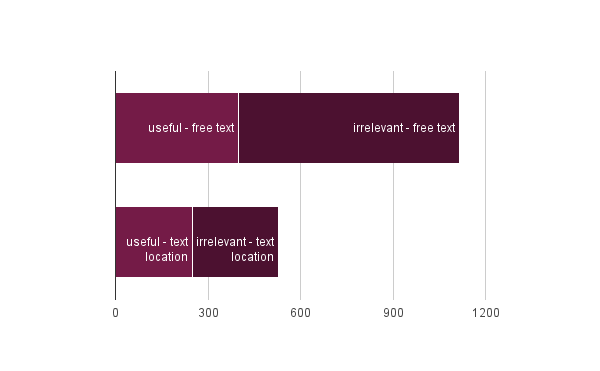 useful - free text
irrelevant - free text
useful - text
location
irrelevant - text
location
0
300
600
900
1200